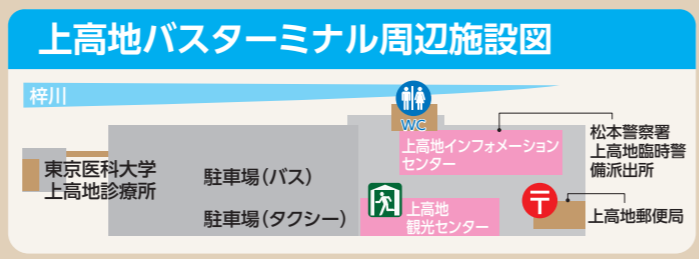 上高地バスターミナル周辺施設図
梓川
WC
上高地インフォメーション
センター
松本警察署
上高地臨時警
備派出所
東京医科大学
上高地診療所
駐車場（バス）
駐車場（タクシー）
上高地
観光センター
〒
上高地郵便局